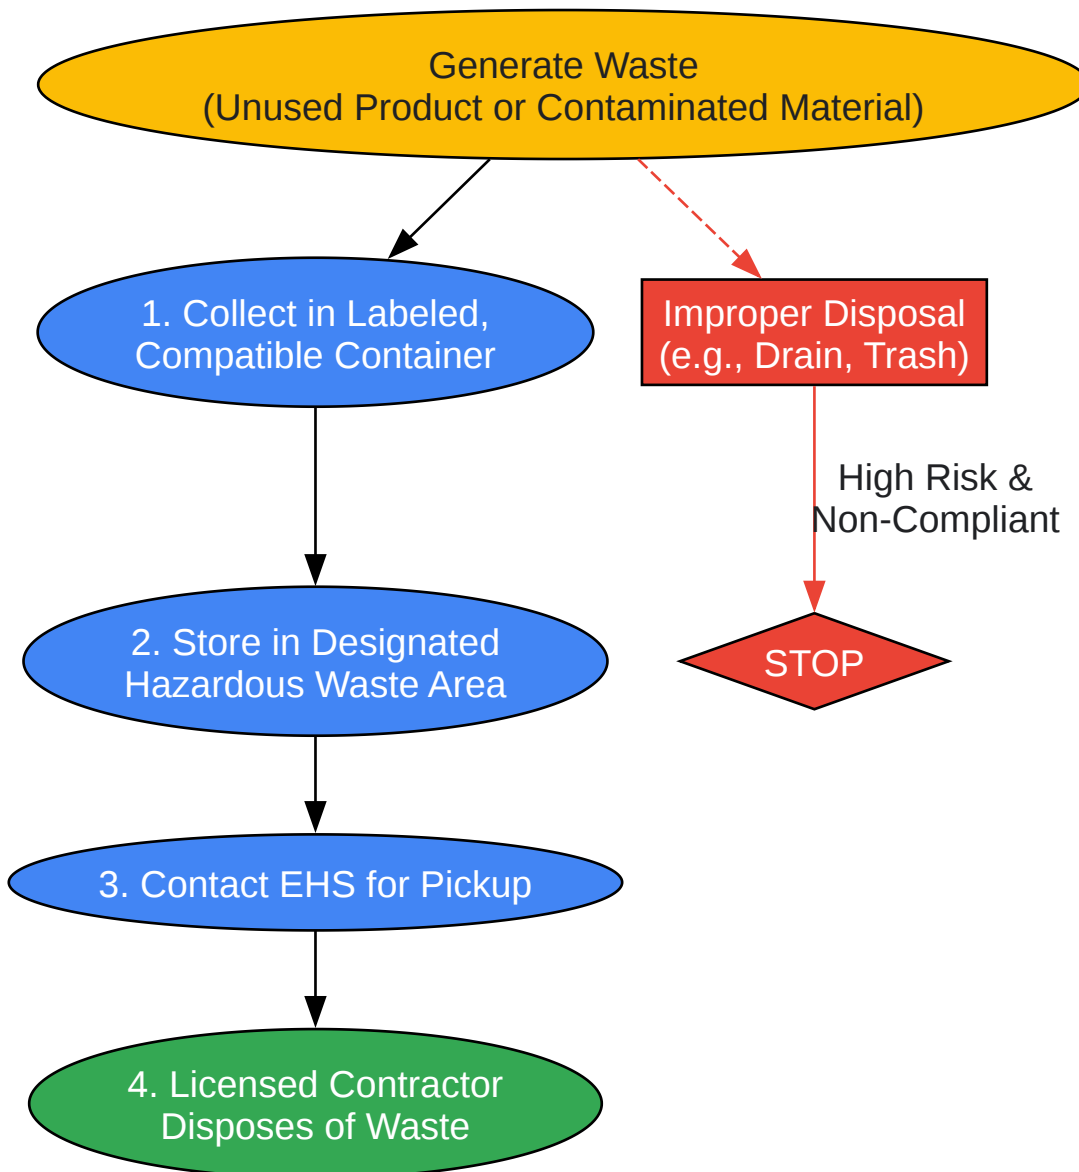 Generate Waste
(Unused Product or Contaminated Material)
1. Collect in Labeled,
Compatible Container
Improper Disposal
(e.g., Drain, Trash)
High Risk &
Non-Compliant
2. Store in Designated
Hazardous Waste Area
STOP
3. Contact EHS for Pickup
4. Licensed Contractor
Disposes of Waste